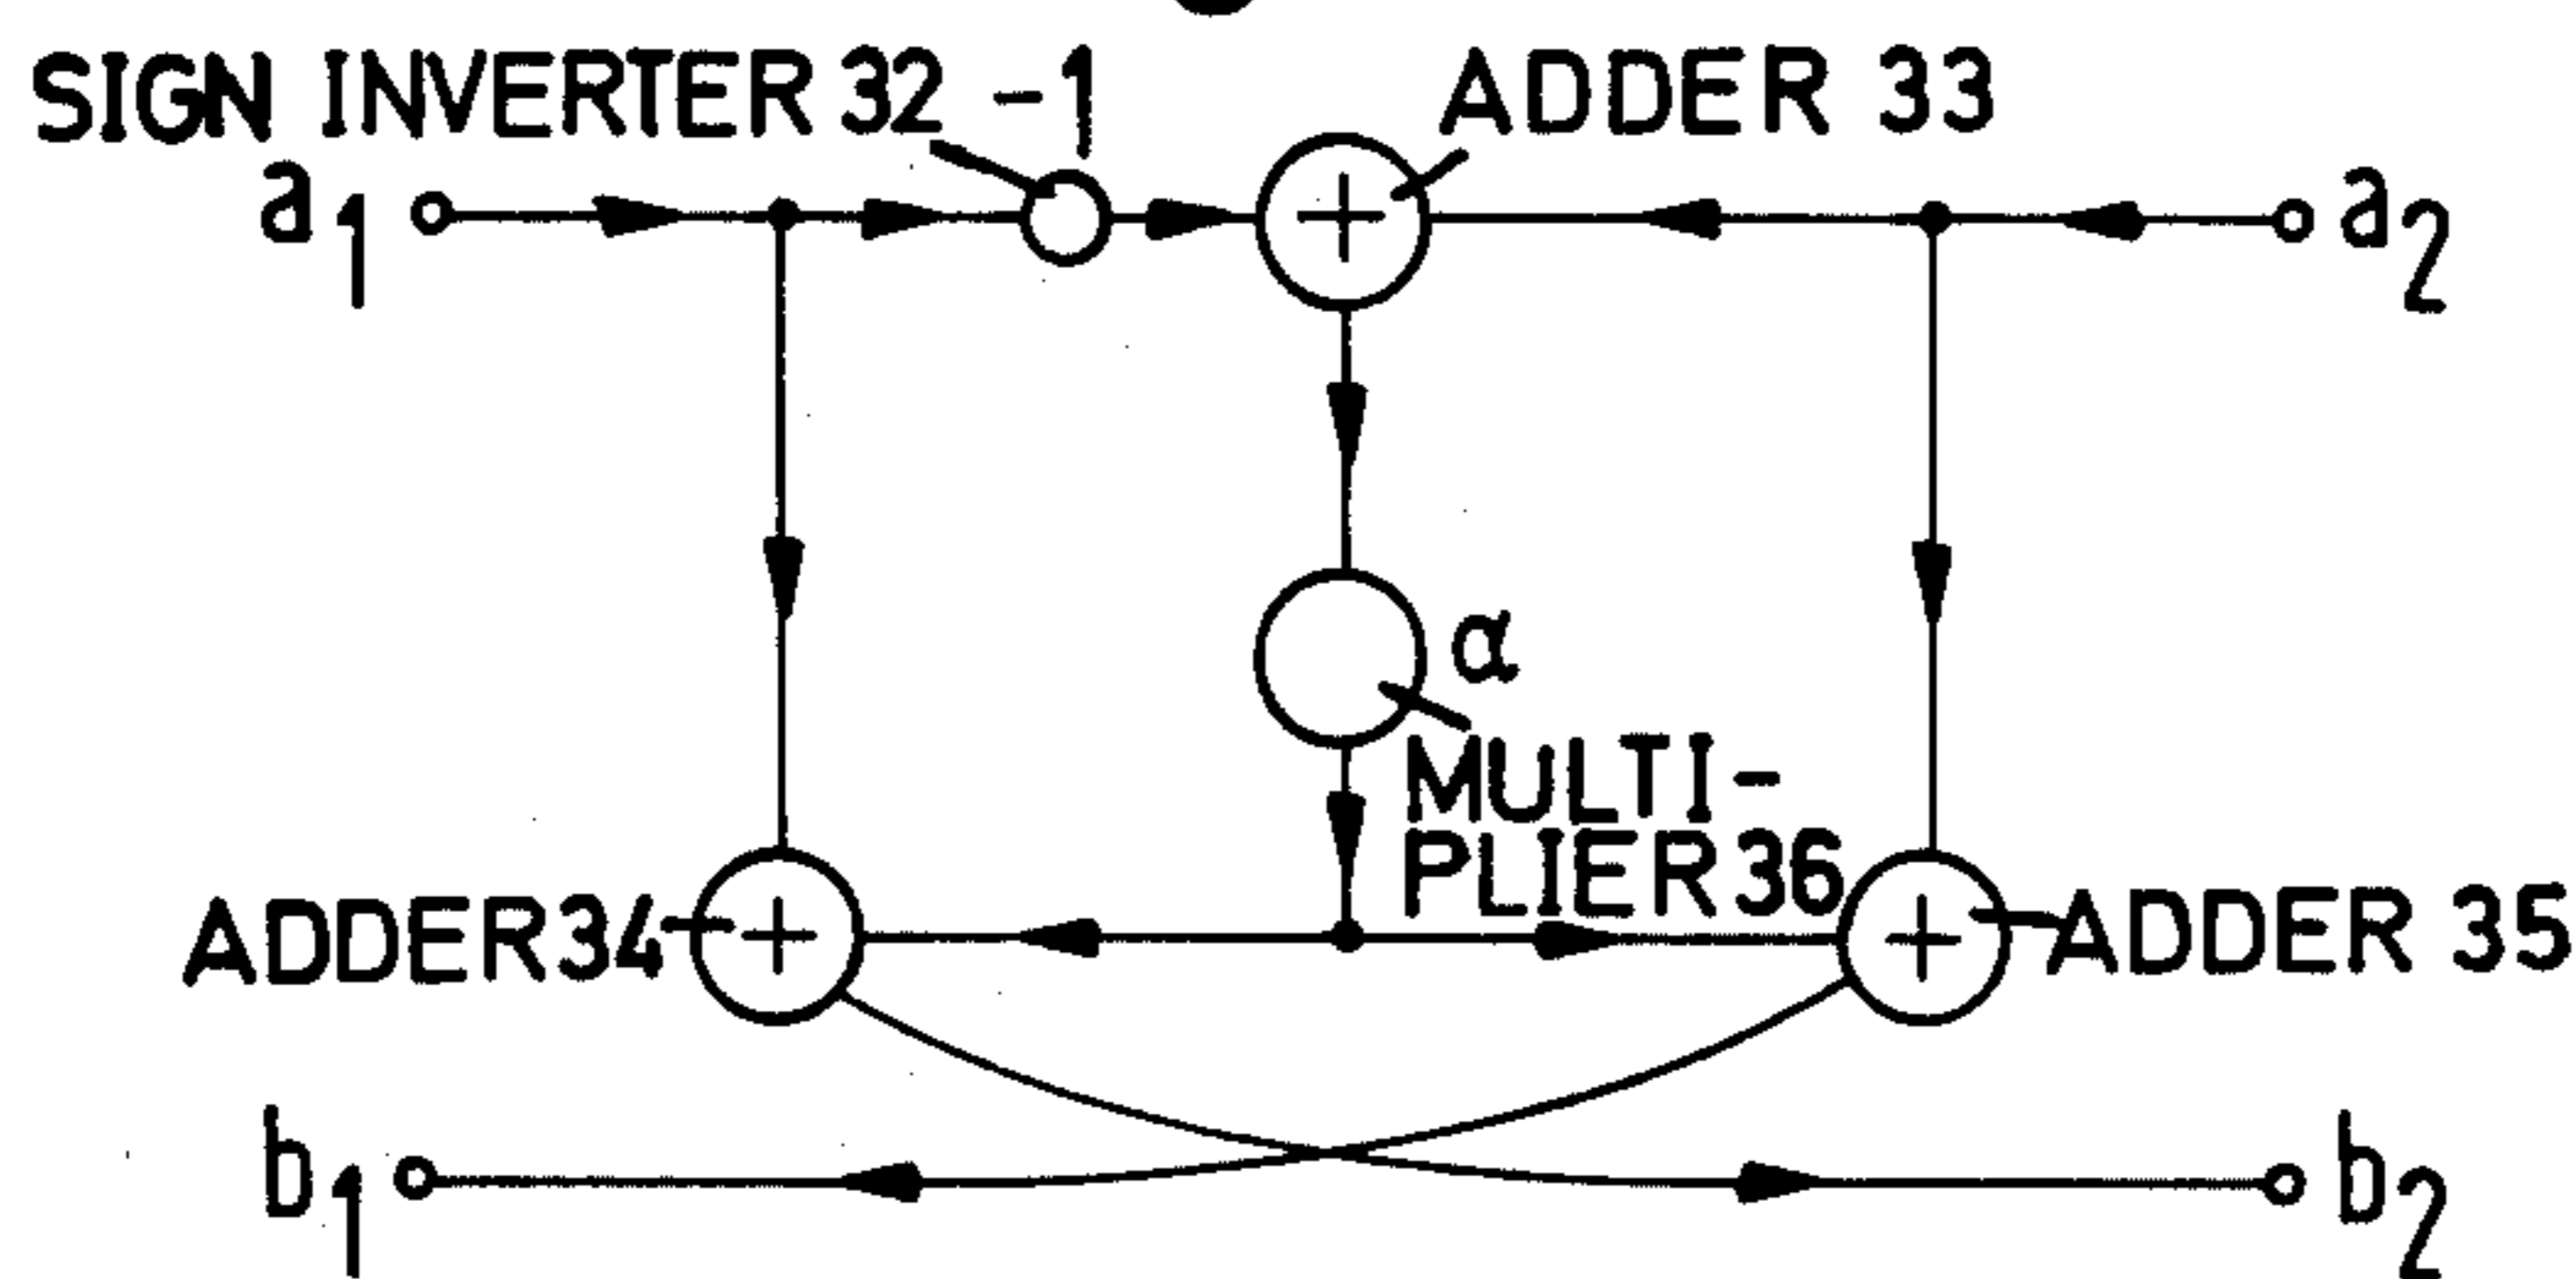 SIGN INVERTER 32 -1
ADDER 33
a1
a2
+
α
MULTI-
PLIER 36
ADDER 34
+
+
ADDER 35
b1
b2